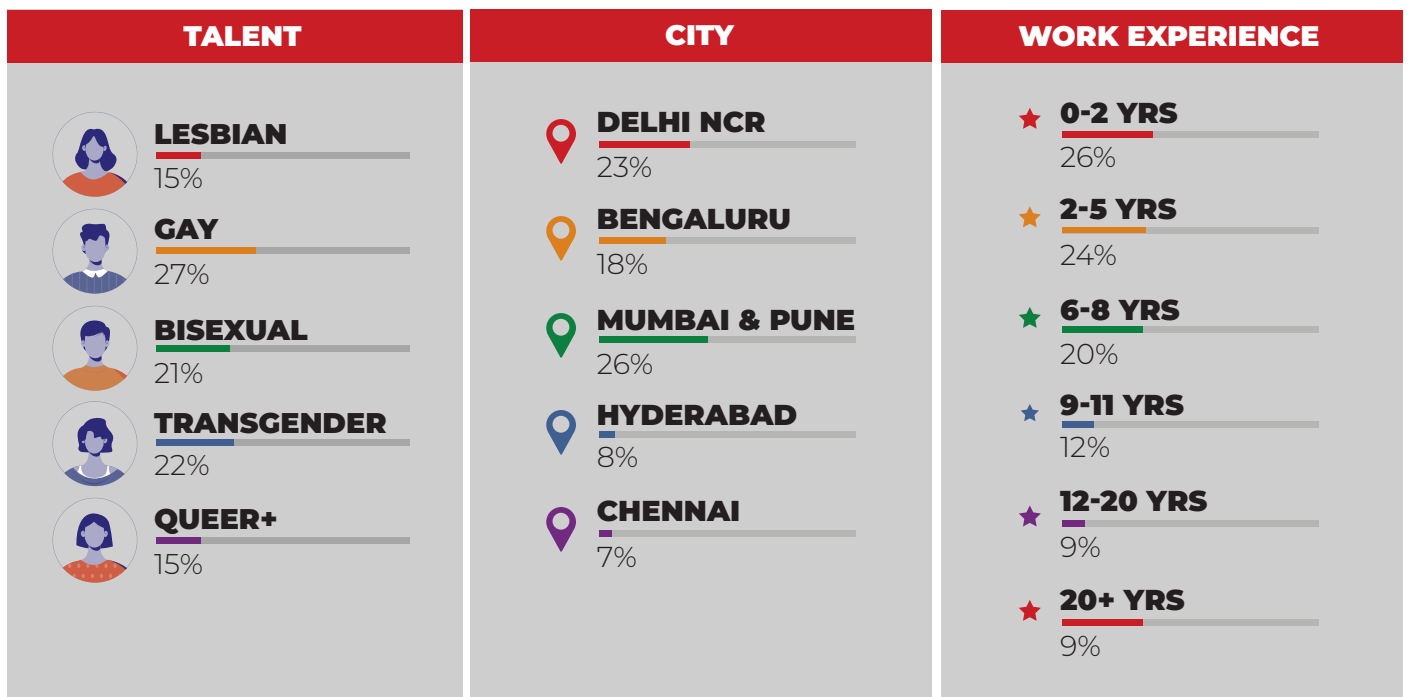 TALENT
LESBIAN
15%
GAY
27%
BISEXUAL
21%
TRANSGENDER
22%
QUEER+
15%
CITY
DELHI NCR
23%
BENGALURU
18%
MUMBAI & PUNE
26%
HYDERABAD
8%
CHENNAI
7%
WORK EXPERIENCE
0-2 YRS
26%
2-5 YRS
24%
6-8 YRS
20%
9-11 YRS
12%
12-20 YRS
9%
20+ YRS
9%